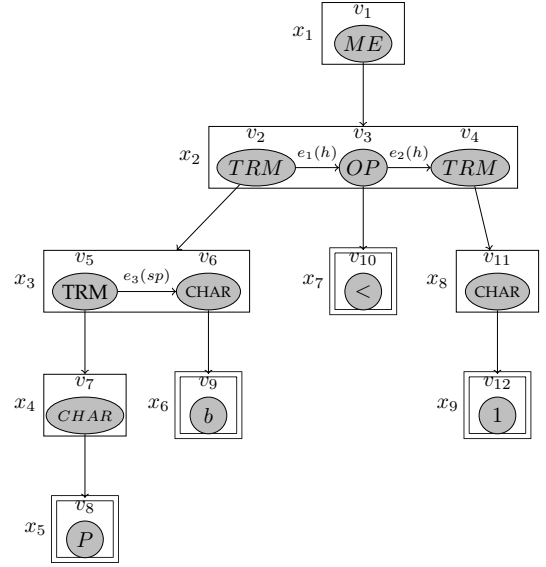 v1
x1 ME
v2 v3 v4
x2 TRM e1(h) OP e2(h) TRM
v5 v6 v10 v11
x3 TRM e3(sp) CHAR x7 < x8 CHAR
v7 v9 v12
x4 CHAR x6 b x9 1
v8
x5 P